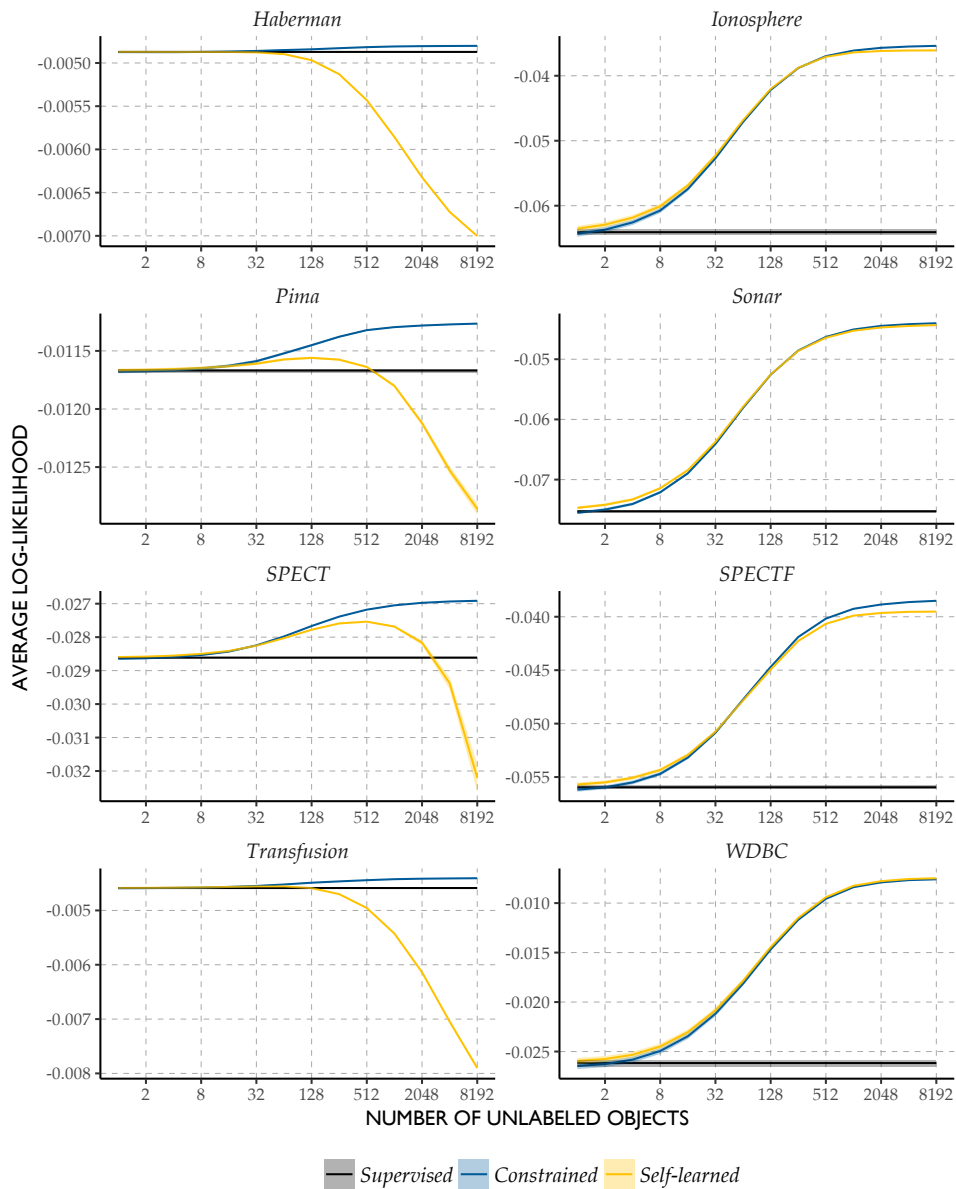 Haberman
-0.0050
-0.0055
-0.0060
-0.0065
-0.0070
2 8 32 128 512 2048 8192
Ionosphere
-0.04
-0.05
-0.06
2 8 32 128 512 2048 8192
Pima
-0.0115
-0.0120
-0.0125
2 8 32 128 512 2048 8192
Sonar
-0.05
-0.06
-0.07
2 8 32 128 512 2048 8192
SPECT
-0.027
-0.028
-0.029
-0.030
-0.031
-0.032
2 8 32 128 512 2048 8192
SPECTF
-0.040
-0.045
-0.050
-0.055
2 8 32 128 512 2048 8192
Transfusion
-0.005
-0.006
-0.007
-0.008
2 8 32 128 512 2048 8192
WDBC
-0.010
-0.015
-0.020
-0.025
2 8 32 128 512 2048 8192
AVERAGE LOG-LIKELIHOOD
NUMBER OF UNLABELED OBJECTS
Supervised Constrained Self-learned